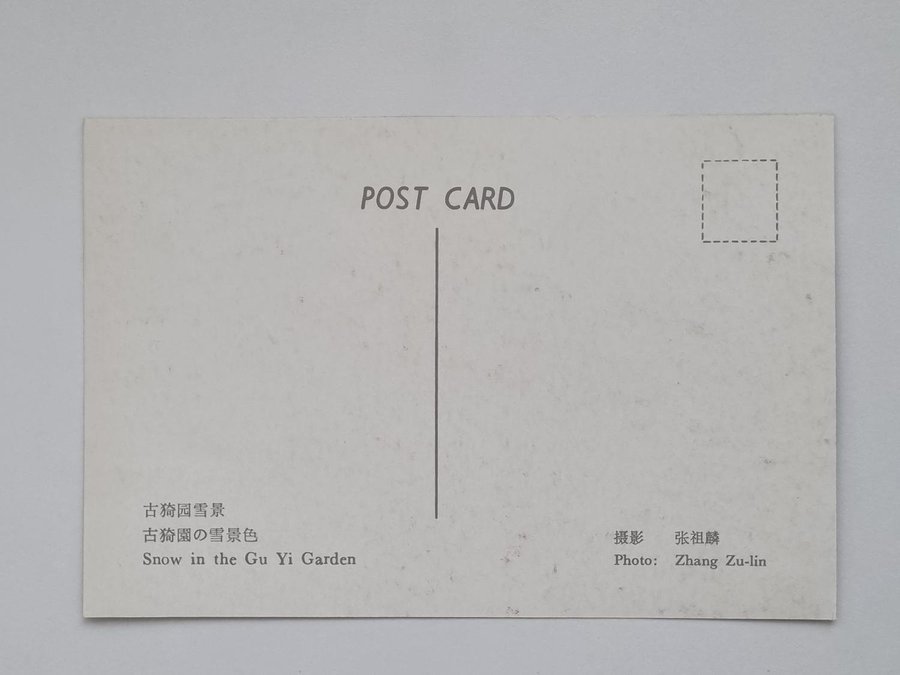 POST CARD
古猗园雪景
古猗園の雪景色
Snow in the Gu Yi Garden
摄影 张祖麟
Photo: Zhang Zu-lin